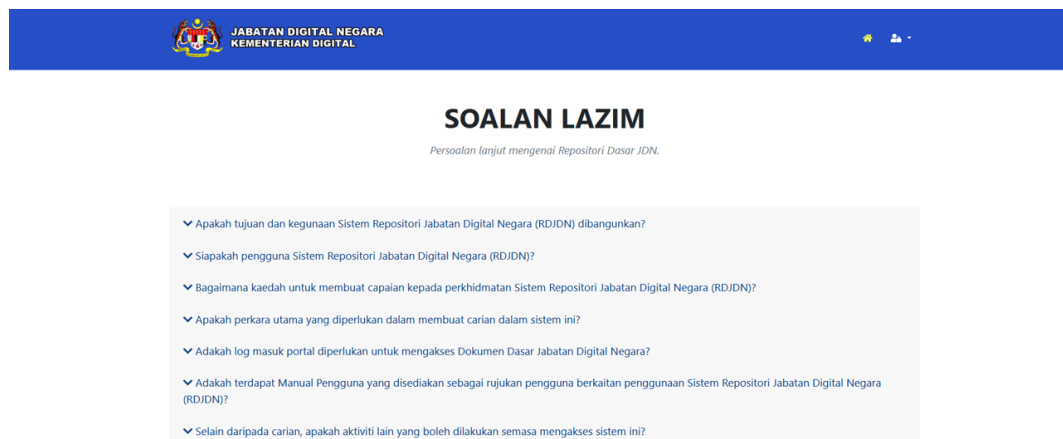 JABATAN DIGITAL NEGARA
KEMENTERIAN DIGITAL
SOALAN LAZIM
Persoalan lanjut mengenai Repositori Dasar JDN.
Apakah tujuan dan kegunaan Sistem Repositori Jabatan Digital Negara (RDJDN) dibangunkan?
Siapakah pengguna Sistem Repositori Jabatan Digital Negara (RDJDN)?
Bagaimana kaedah untuk membuat capaian kepada perkhidmatan Sistem Repositori Jabatan Digital Negara (RDJDN)?
Apakah perkara utama yang diperlukan dalam membuat carian dalam sistem ini?
Adakah log masuk portal diperlukan untuk mengakses Dokumen Dasar Jabatan Digital Negara?
Adakah terdapat Manual Pengguna yang disediakan sebagai rujukan pengguna berkaitan penggunaan Sistem Repositori Jabatan Digital Negara
(RDJDN)?
Selain daripada carian, apakah aktiviti lain yang boleh dilakukan semasa mengakses sistem ini?